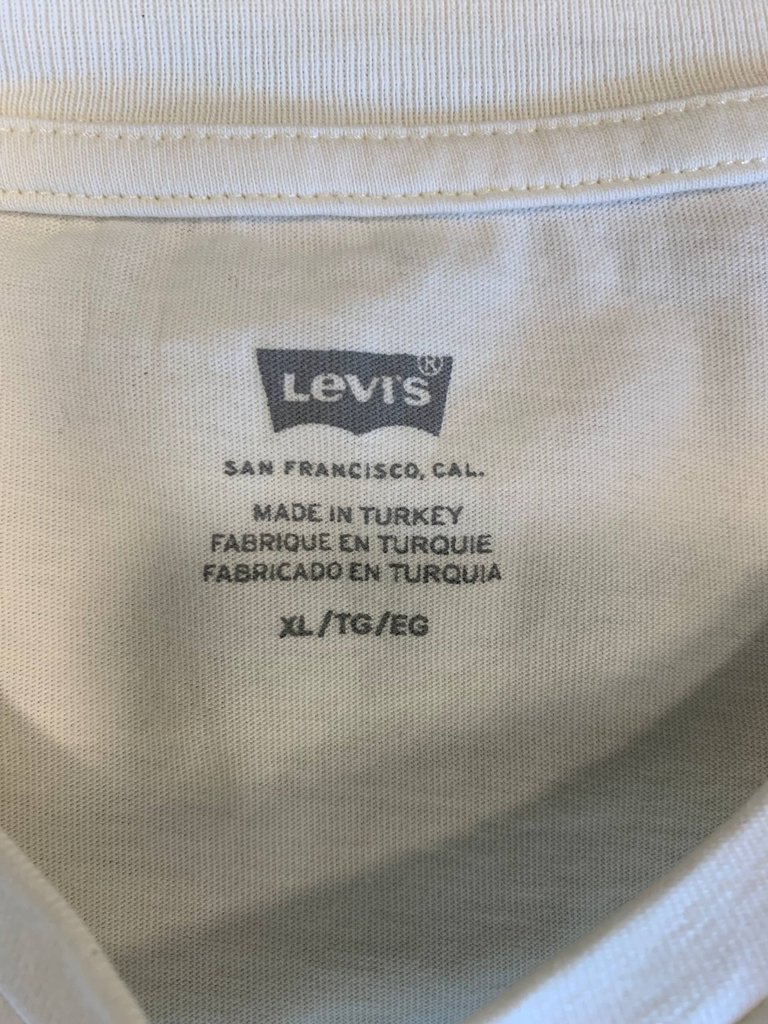 Levi's®
SAN FRANCISCO, CAL.
MADE IN TURKEY
FABRIQUE EN TURQUIE
FABRICADO EN TURQUIA
XL/TG/EG